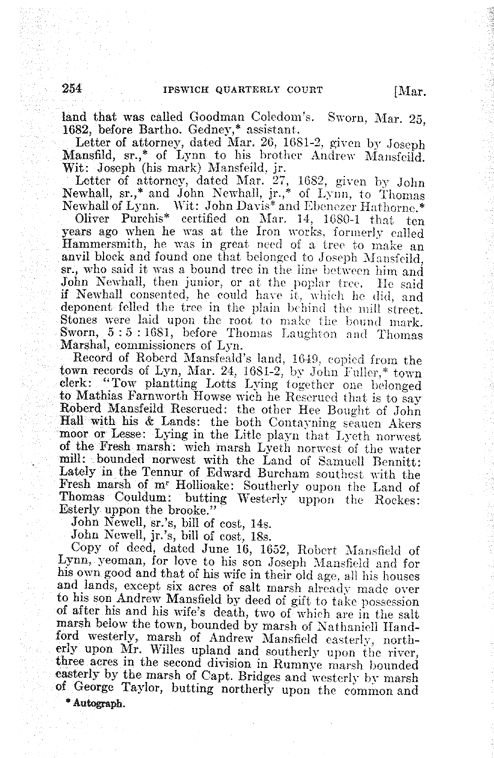 254 IPSWICH QUARTERLY COURT [Mar.
land that was called Goodman Coledom's. Sworn, Mar. 25,
1682, before Bartho. Gedney,* assistant.
Letter of attorney, dated Mar. 26, 1681-2, given by Joseph
Mansfild, sr.,* of Lynn to his brother Andrew Mansfeild.
Wit: Joseph (his mark) Mansfeild, jr.
Letter of attorney, dated Mar. 27, 1682, given by John
Newhall, sr.,* and John Newhall, jr.,* of Lynn, to Thomas
Newhall of Lynn. Wit: John Davis* and Ebenezer Hathorne.*
Oliver Purchis* certified on Mar. 14, 1680-1 that ten
years ago when he was at the Iron works, formerly called
Hammersmith, he was in great need of a tree to make an
anvil block and found one that belonged to Joseph Mansfeild,
sr., who said it was a bound tree in the line between him and
John Newhall, then junior, or at the poplar tree. He said
if Newhall consented, he could have it, which he did, and
deponent felled the tree in the plain behind the mill street.
Stones were laid upon the root to make the bound mark.
Sworn, 5 : 5 : 1681, before Thomas Laughton and Thomas
Marshal, commissioners of Lyn.
Record of Roberd Mansfeald's land, 1649, copied from the
town records of Lyn, Mar. 24, 1681-2, by John Fuller,* town
clerk: "Tow plantting Lotts Lying together one belonged
to Mathias Farnworth Howse wich he Rescrued that is to say
Roberd Mansfeild Rescrued: the other Hee Bought of John
Hall with his & Lands: the both Contayning seauen Akers
moor or Lesse: Lying in the Litle playn that Lyeth norwest
of the Fresh marsh: wich marsh Lyeth norwest of the water
mill: bounded norwest with the Land of Samuell Bennitt:
Lately in the Tennur of Edward Burcham southest with the
Fresh marsh of mr Hollioake: Southerly oupon the Land of
Thomas Couldum: butting Westerly uppon the Rockes:
Esterly uppon the brooke."
John Newell, sr.'s, bill of cost, 14s.
John Newell, jr.'s, bill of cost, 18s.
Copy of deed, dated June 16, 1652, Robert Mansfield of
Lynn, yeoman, for love to his son Joseph Mansfield and for
his own good and that of his wife in their old age, all his houses
and lands, except six acres of salt marsh already made over
to his son Andrew Mansfield by deed of gift to take possession
of after his and his wife's death, two of which are in the salt
marsh below the town, bounded by marsh of Nathaniell Hand-
ford westerly, marsh of Andrew Mansfield easterly, north-
erly upon Mr. Willes upland and southerly upon the river,
three acres in the second division in Rumnye marsh bounded
easterly by the marsh of Capt. Bridges and westerly by marsh
of George Taylor, butting northerly upon the common and
* Autograph.